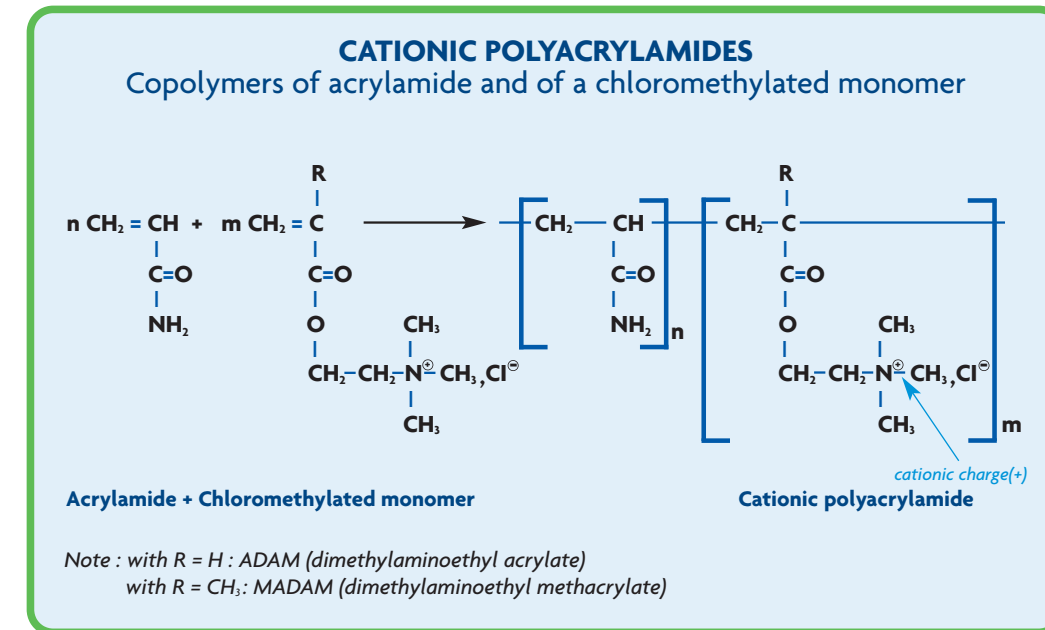 CATIONIC POLYACRYLAMIDES
Copolymers of acrylamide and of a chloromethylated monomer
R R
n CH₂ = CH + m CH₂ = C CH₂ CH CH₂ C
C=O C=O C=O C=O
NH₂ O CH₃ NH₂ n O CH₃
CH₂-CH₂-N⊕-CH₃,Cl⊖ CH₂-CH₂-N⊕-CH₃,Cl⊖
CH₃ CH₃ m
cationic charge(+)
Acrylamide + Chloromethylated monomer Cationic polyacrylamide
Note : with R = H : ADAM (dimethylaminoethyl acrylate)
with R = CH₃: MADAM (dimethylaminoethyl methacrylate)